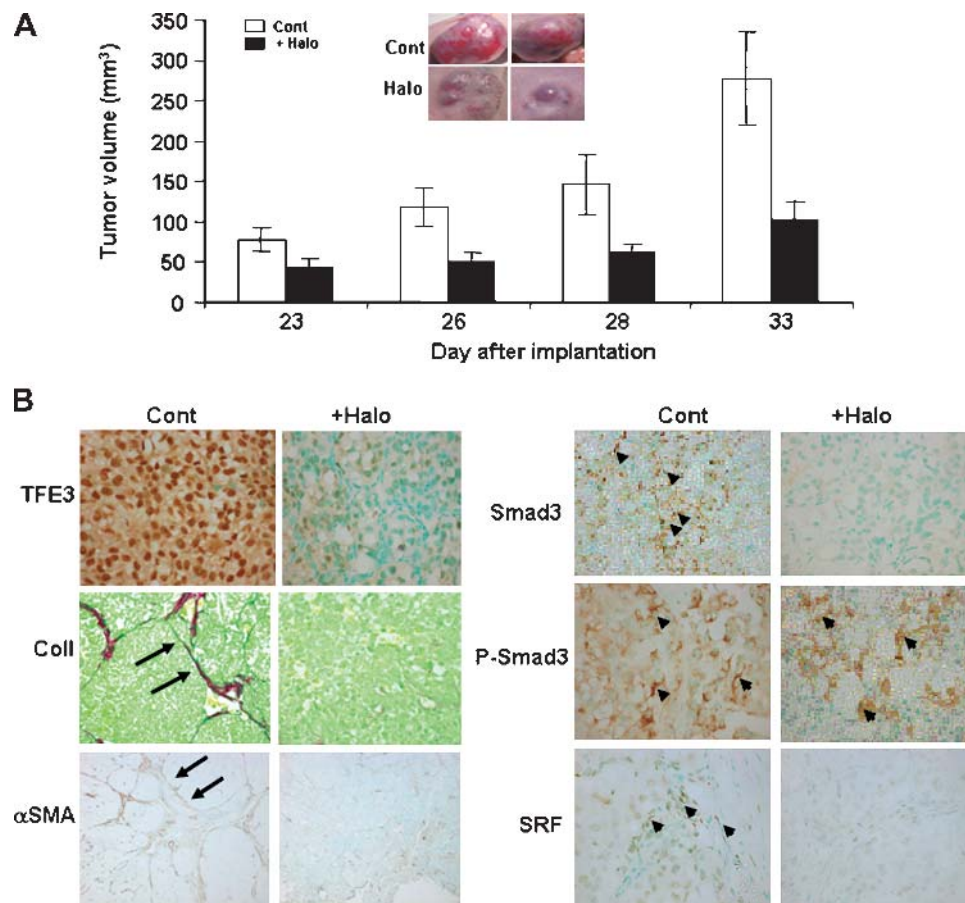 A
Cont
+ Halo
Cont
Halo
Tumor volume (mm³)
350
300
250
200
150
100
50
0
23 26 28 33
Day after implantation
B
Cont +Halo
TFE3
Coll
αSMA
Cont +Halo
Smad3
P-Smad3
SRF